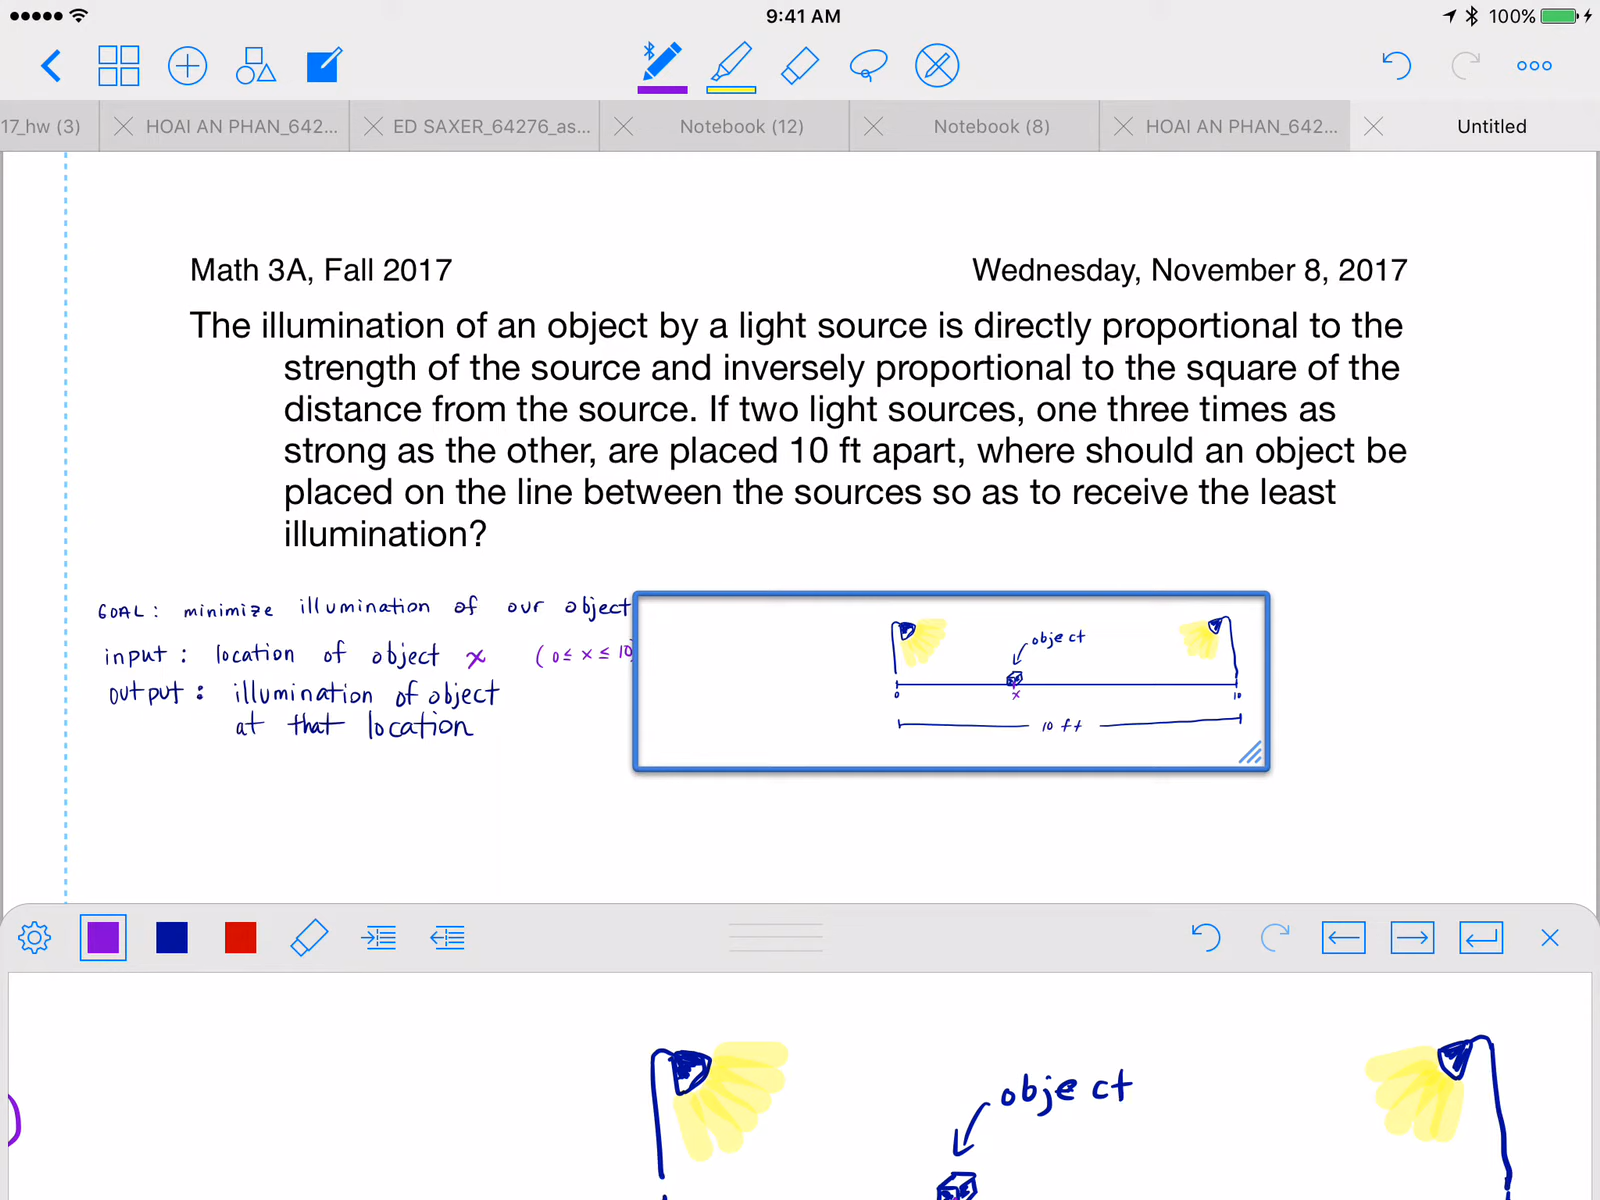 9:41 AM
100%
17_hw (3)
HOAI AN PHAN_642...
ED SAXER_64276_as...
Notebook (12)
Notebook (8)
HOAI AN PHAN_642...
Untitled
Math 3A, Fall 2017
Wednesday, November 8, 2017
The illumination of an object by a light source is directly proportional to the
strength of the source and inversely proportional to the square of the
distance from the source. If two light sources, one three times as
strong as the other, are placed 10 ft apart, where should an object be
placed on the line between the sources so as to receive the least
illumination?
GOAL: minimize illumination of our object
input: location of object x (0 ≤ x ≤ 10)
output: illumination of object
at that location
object
0
x
10
10 ft
object